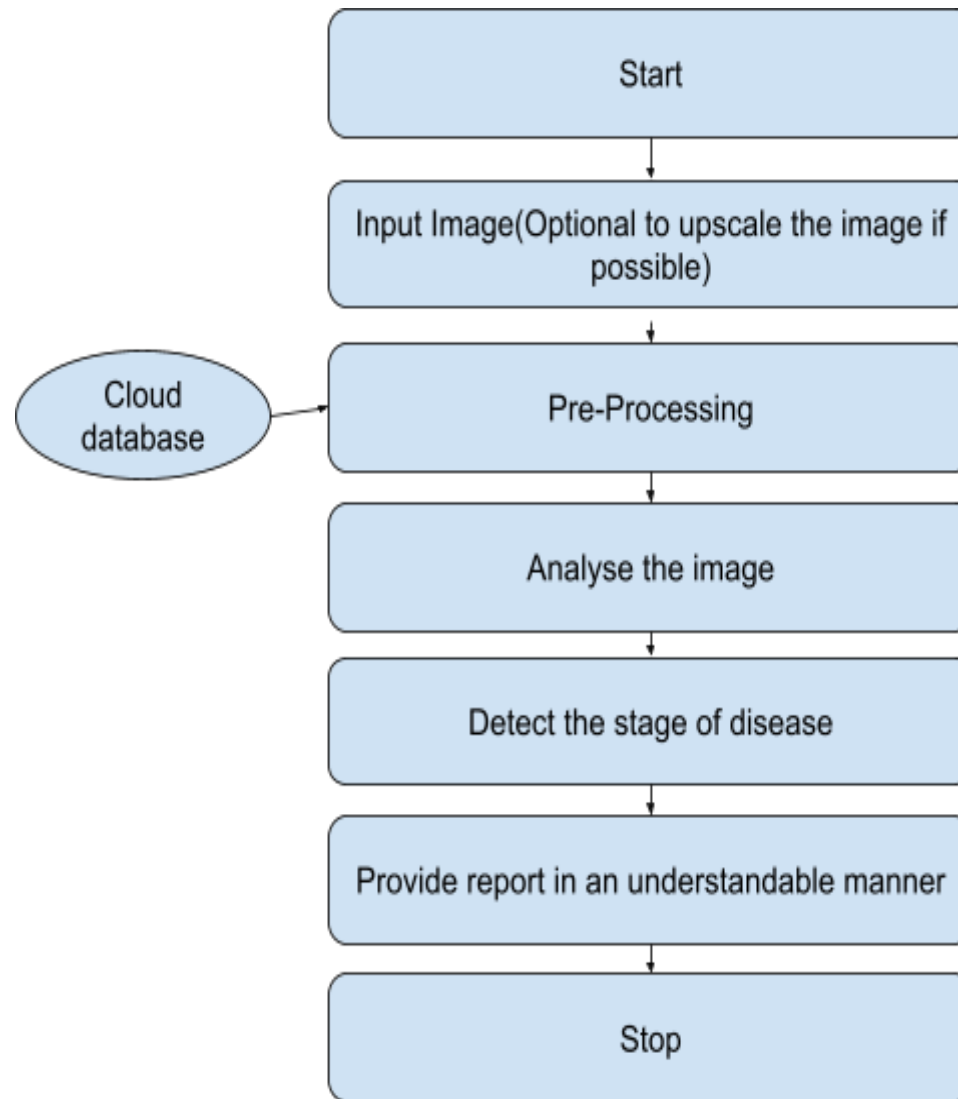 Start
Input Image(Optional to upscale the image if
possible)
Cloud
database
Pre-Processing
Analyse the image
Detect the stage of disease
Provide report in an understandable manner
Stop